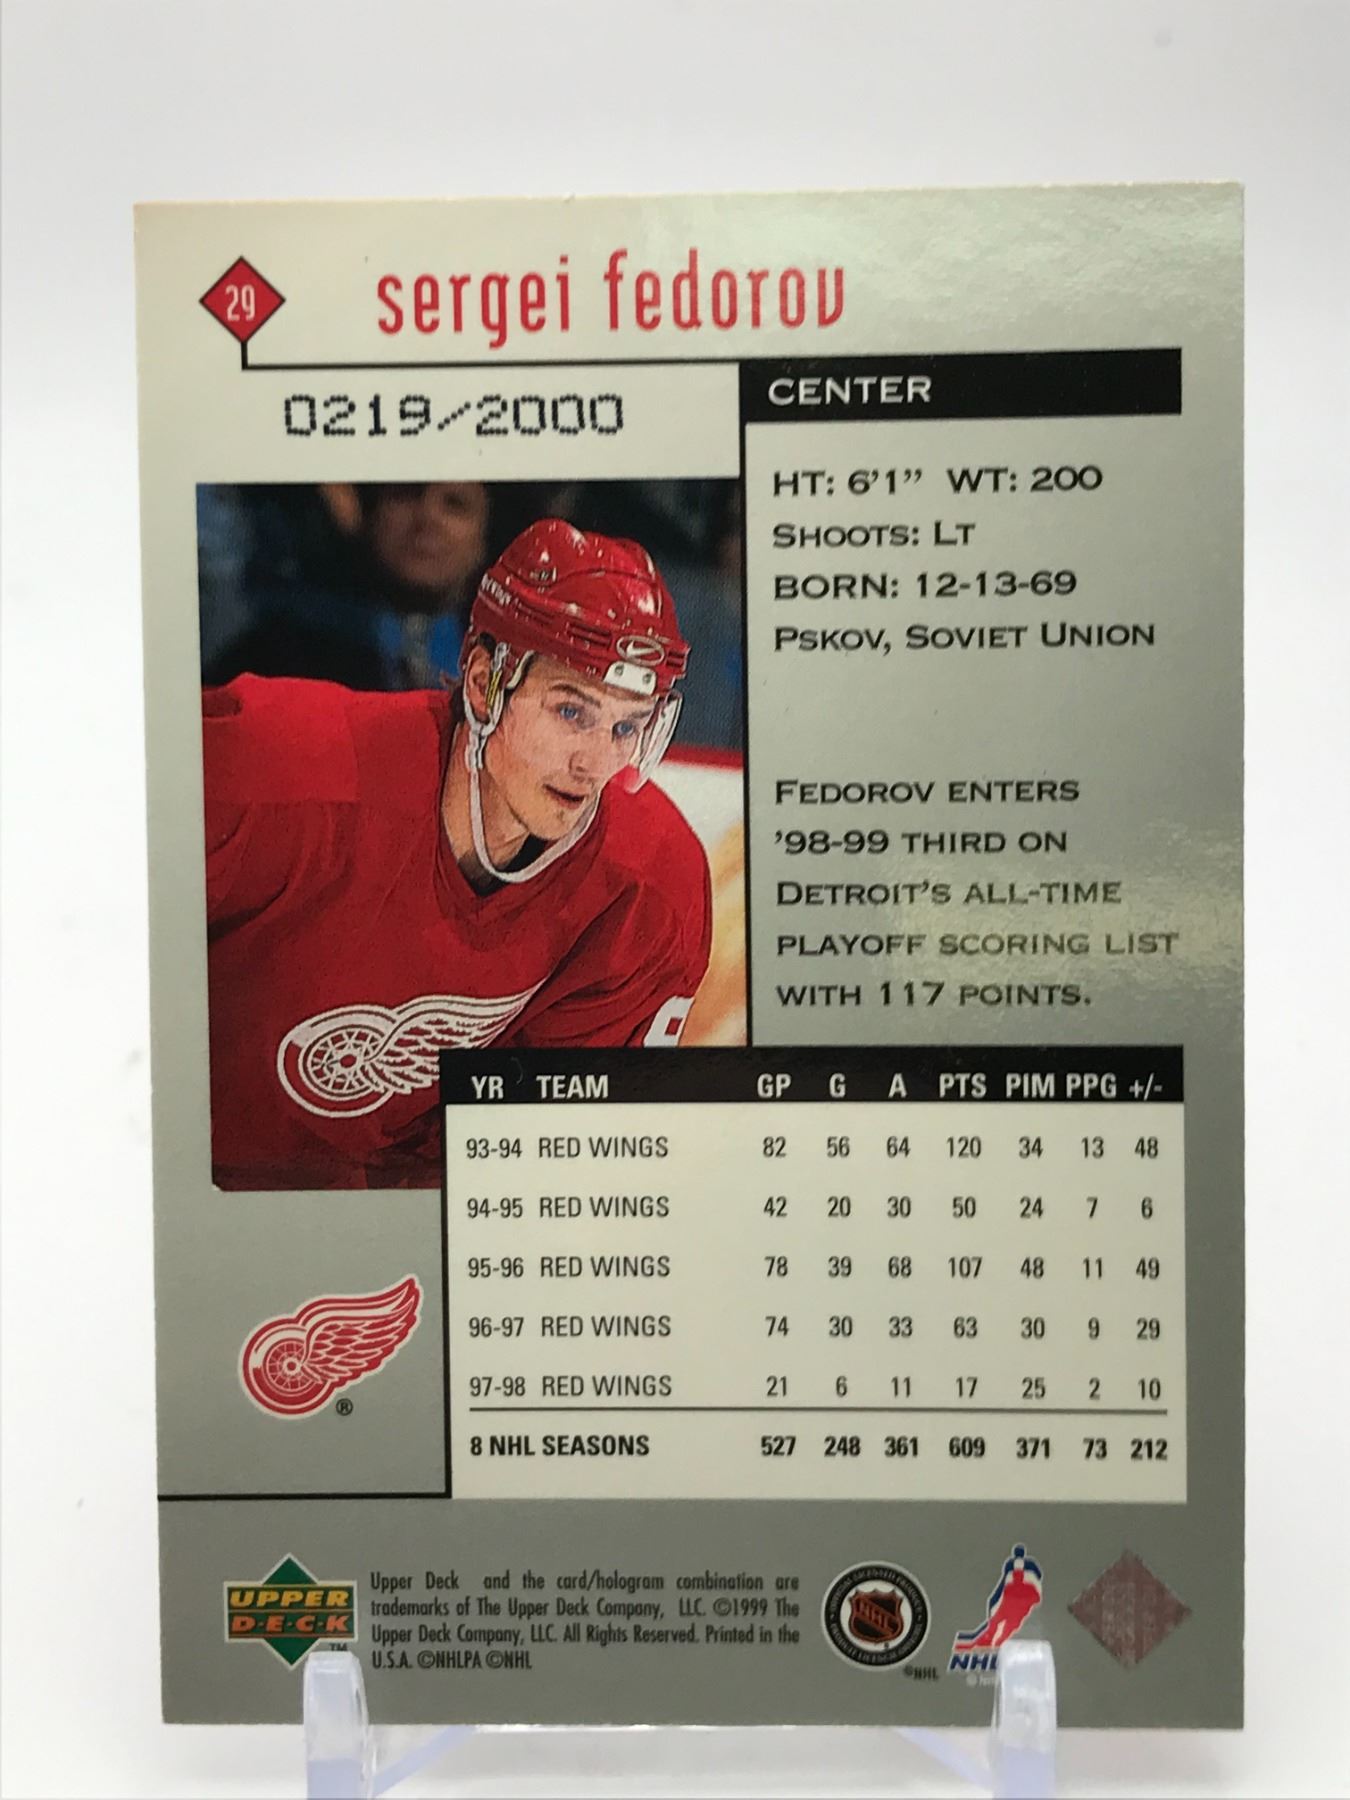 29
sergei fedorov
0219/2000
CENTER
HT: 6'1" WT: 200
SHOOTS: LT
BORN: 12-13-69
PSKOV, SOVIET UNION
FEDOROV ENTERS
'98-99 THIRD ON
DETROIT'S ALL-TIME
PLAYOFF SCORING LIST
WITH 117 POINTS.
YR TEAM GP G A PTS PIM PPG +/-
93-94 RED WINGS 82 56 64 120 34 13 48
94-95 RED WINGS 42 20 30 50 24 7 6
95-96 RED WINGS 78 39 68 107 48 11 49
96-97 RED WINGS 74 30 33 63 30 9 29
97-98 RED WINGS 21 6 11 17 25 2 10
8 NHL SEASONS 527 248 361 609 371 73 212
®
UPPER
D·E·C·K
TM
Upper Deck and the card/hologram combination are
trademarks of The Upper Deck Company, LLC. ©1999 The
Upper Deck Company, LLC. All Rights Reserved. Printed in the
U.S.A. ©NHLPA ©NHL
NHL
©NHL